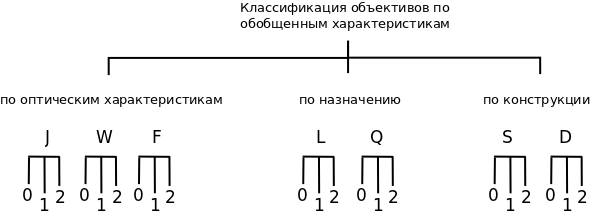 Классификация объективов по
обобщенным характеристикам
по оптическим характеристикам по назначению по конструкции
J W F L Q S D
0 1 2 0 1 2 0 1 2 0 1 2 0 1 2 0 1 2 0 1 2